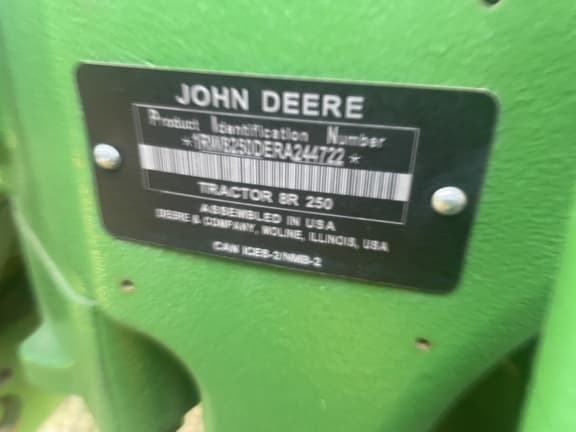 JOHN DEERE
Product Identification Number
*1RW8250DERA244722*
TRACTOR 8R 250
ASSEMBLED IN USA
DEERE & COMPANY, MOLINE, ILLINOIS, USA
CAN ICES-2/NMB-2